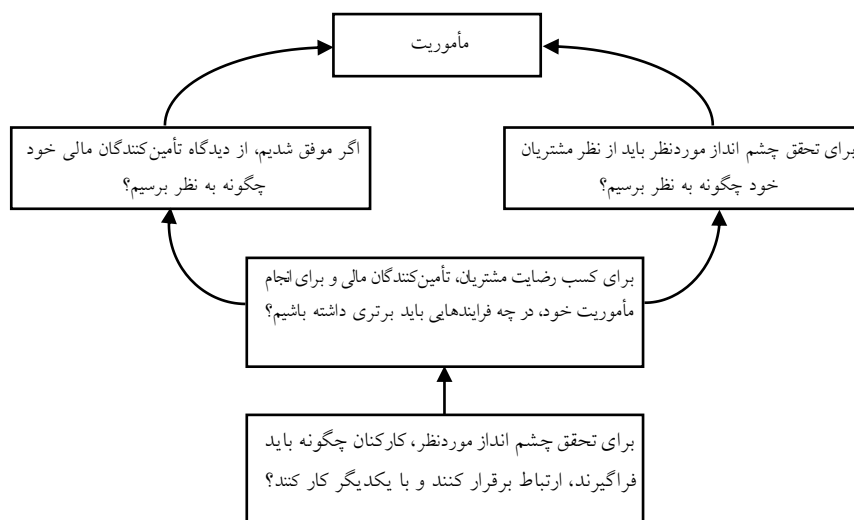 مأموریت
برای تحقق چشم انداز موردنظر باید از نظر مشتریان
خود چگونه به نظر برسیم؟
اگر موفق شدیم، از دیدگاه تأمین‌کنندگان مالی خود
چگونه به نظر برسیم؟
برای کسب رضایت مشتریان، تأمین‌کنندگان مالی و برای انجام
مأموریت خود، در چه فرایندهایی باید برتری داشته باشیم؟
برای تحقق چشم انداز موردنظر، کارکنان چگونه باید
فراگیرند، ارتباط برقرار کنند و با یکدیگر کار کنند؟